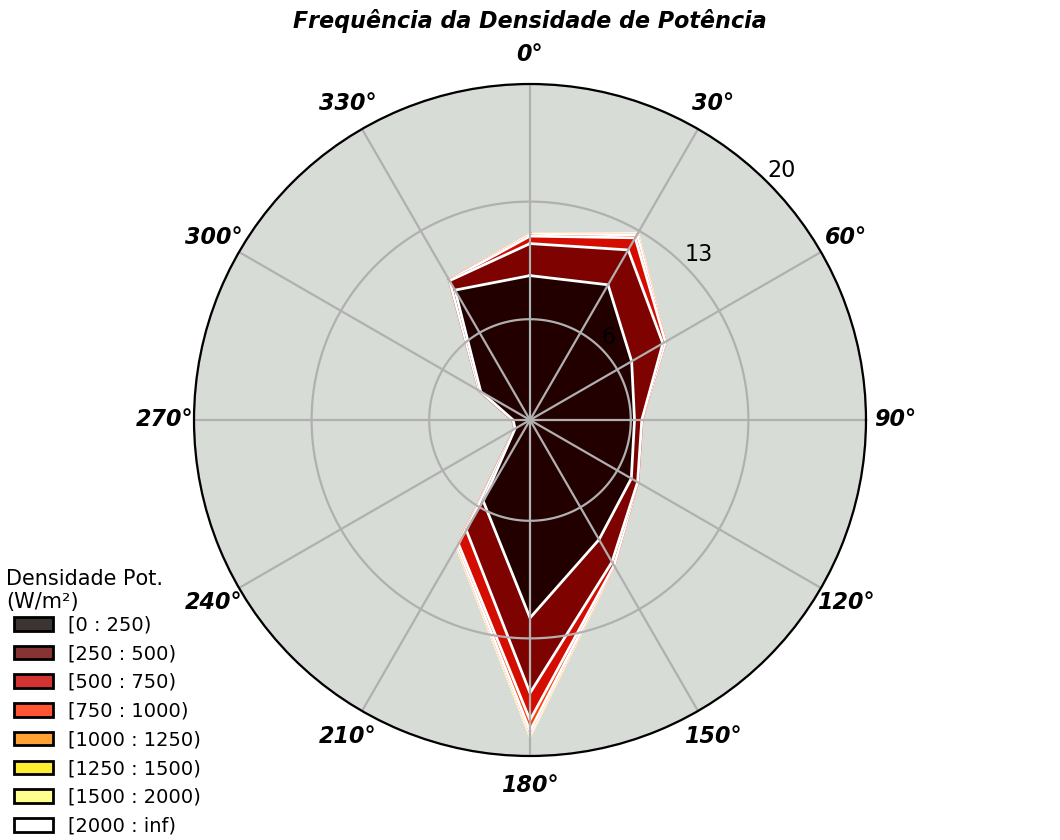 Frequência da Densidade de Potência
0°
330°
30°
20
300°
60°
13
6
270°
90°
240°
120°
210°
150°
180°
Densidade Pot.
(W/m²)
[0 : 250)
[250 : 500)
[500 : 750)
[750 : 1000)
[1000 : 1250)
[1250 : 1500)
[1500 : 2000)
[2000 : inf)